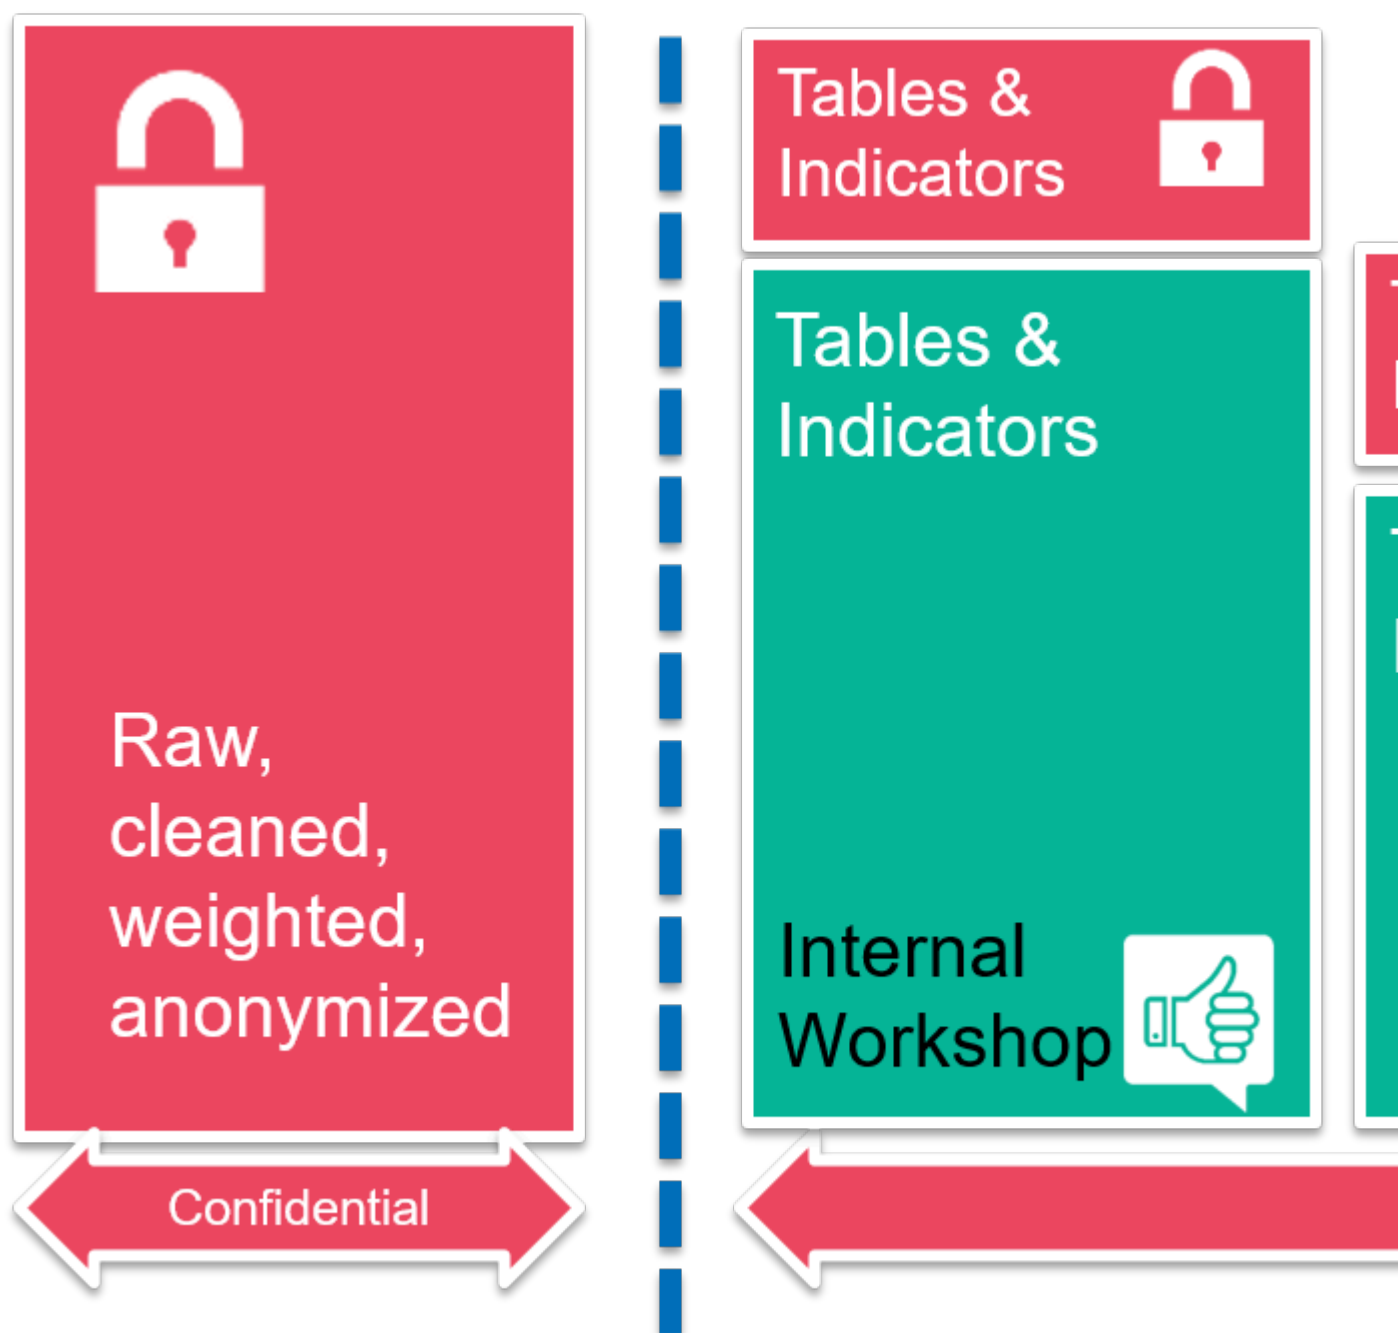 Raw,
cleaned,
weighted,
anonymized
Confidential
Tables &
Indicators
Tables &
Indicators
Internal
Workshop